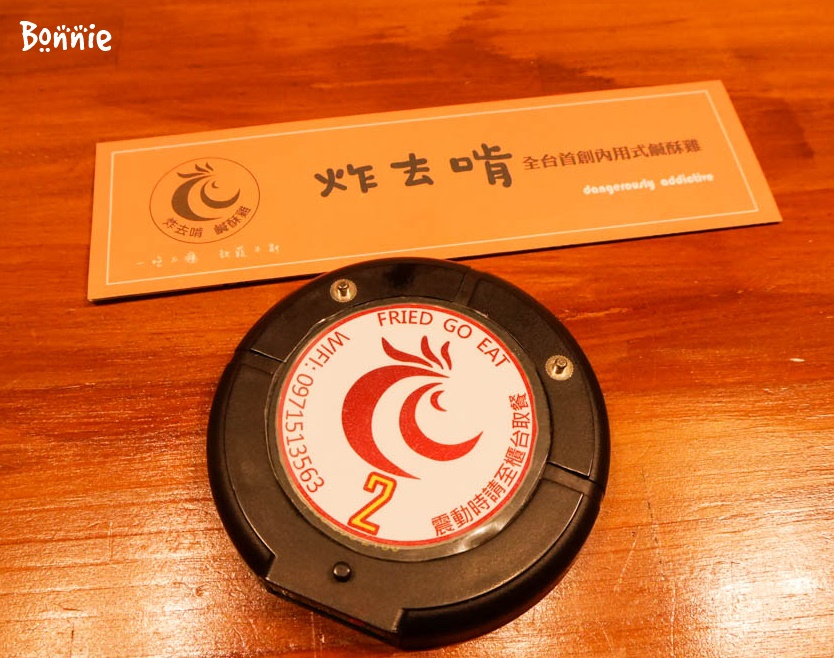 Bonnie
炸去啃
全台首創內用式鹹酥雞
dangerously addictive
炸去啃 鹹酥雞
FRIED GO EAT
WIFI:0971513563
震動時請至櫃台取餐
2